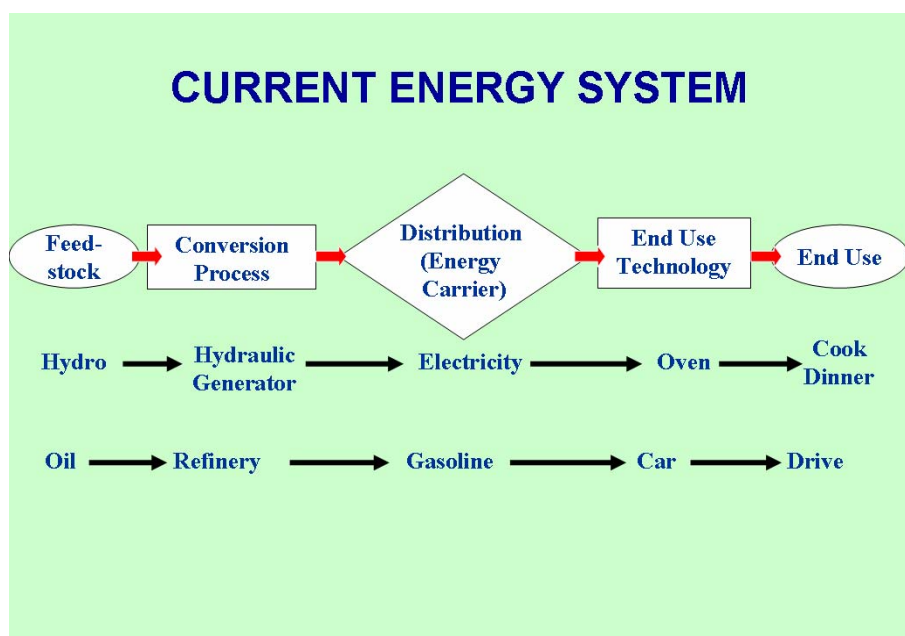 CURRENT ENERGY SYSTEM
Feed-
stock
Conversion
Process
Distribution
(Energy
Carrier)
End Use
Technology
End Use
Hydro
Hydraulic
Generator
Electricity
Oven
Cook
Dinner
Oil
Refinery
Gasoline
Car
Drive